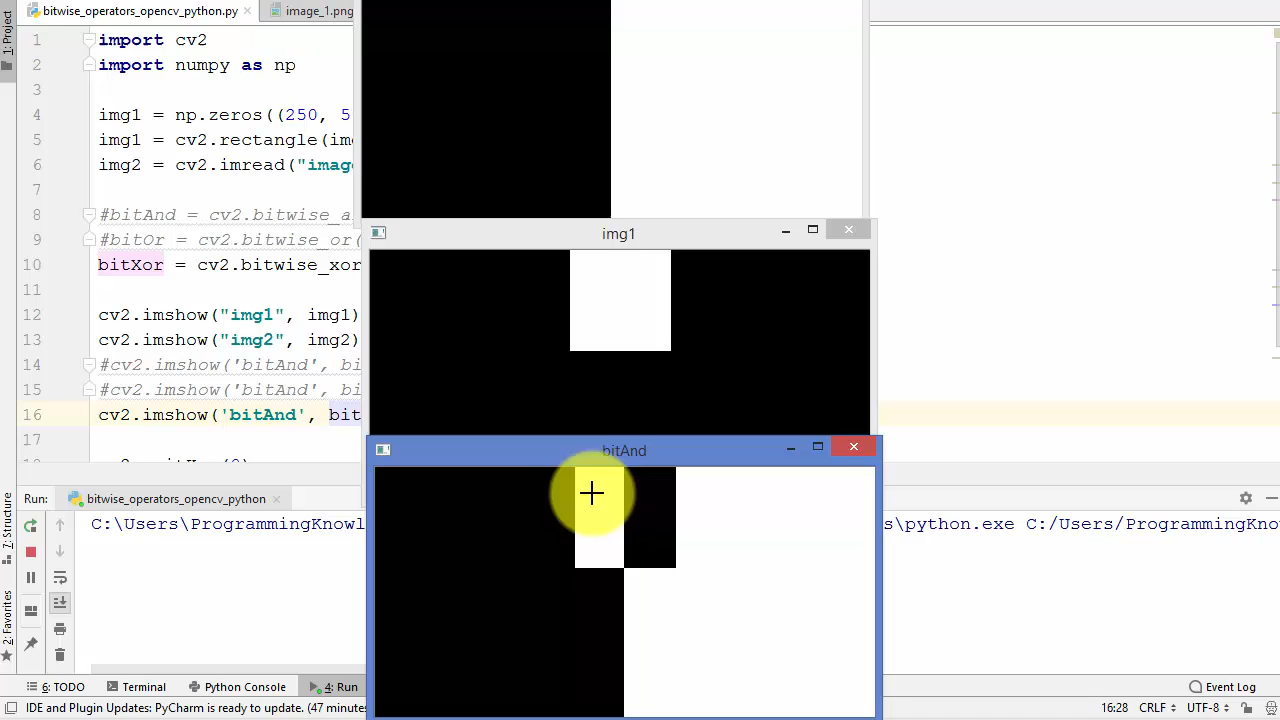 bitwise_operators_opencv_python.py
image_1.png
1: Project
1 import cv2
2 import numpy as np
3
4 img1 = np.zeros((250, 5
5 img1 = cv2.rectangle(im
6 img2 = cv2.imread("image
7
8 #bitAnd = cv2.bitwise_a
9 #bitOr = cv2.bitwise_or(
10 bitXor = cv2.bitwise_xor
11
12 cv2.imshow("img1", img1)
13 cv2.imshow("img2", img2)
14 #cv2.imshow('bitAnd', bi
15 #cv2.imshow('bitAnd', bi
16 cv2.imshow('bitAnd', bit
17
img1
bitAnd
Run: bitwise_operators_opencv_python
C:\Users\ProgrammingKnowl
s\python.exe C:/Users/ProgrammingKno
7: Structure
2: Favorites
6: TODO Terminal Python Console 4: Run Event Log
IDE and Plugin Updates: PyCharm is ready to update. (47 minute
16:28 CRLF UTF-8